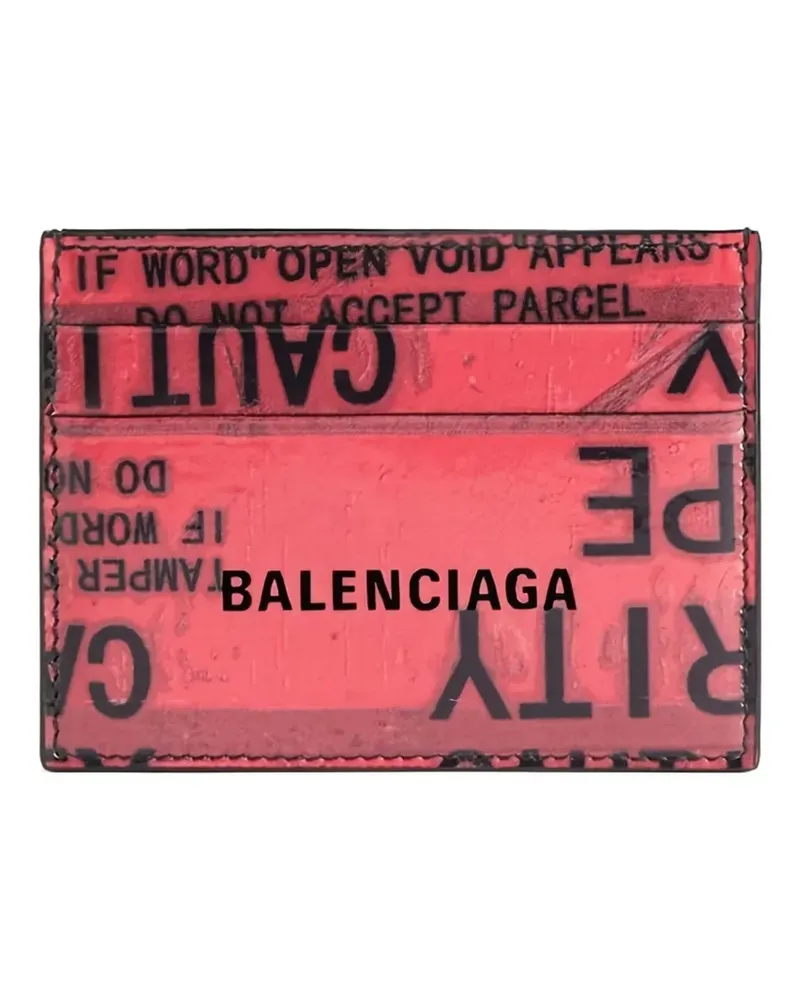 IF WORD "OPEN VOID" APPEARS
DO NOT ACCEPT PARCEL
CAUTI
DO NO
IF WORD
TAMPER
PE
BALENCIAGA
RITY
CA